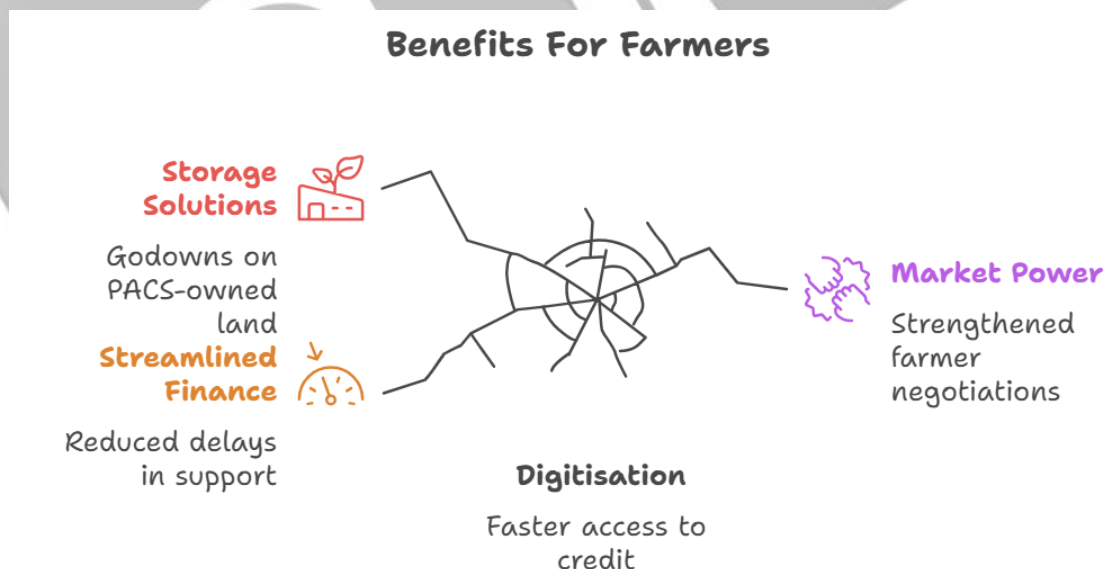 Benefits For Farmers
Storage
Solutions
Godowns on
PACS-owned
land
Streamlined
Finance
Reduced delays
in support
Market Power
Strengthened
farmer
negotiations
Digitisation
Faster access to
credit